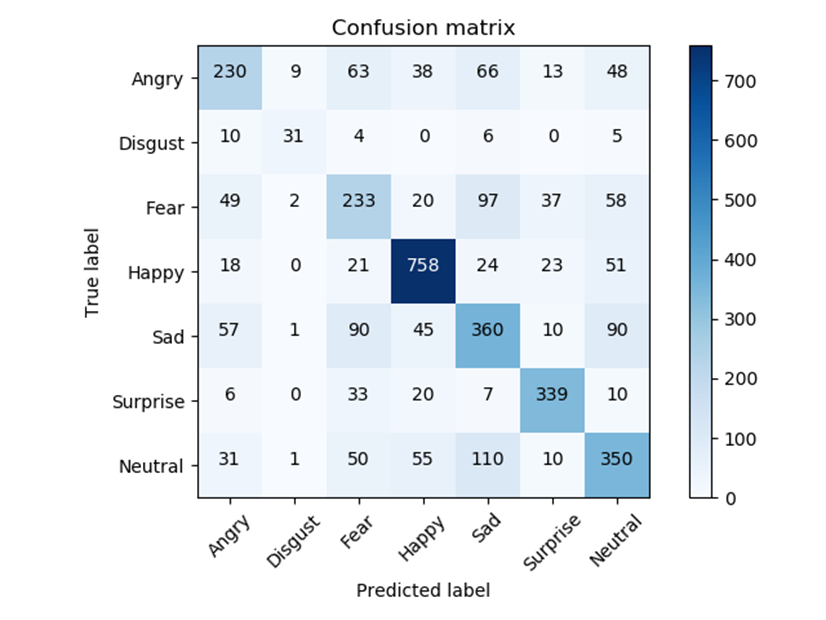 Confusion matrix
True label
Angry 230 9 63 38 66 13 48
Disgust 10 31 4 0 6 0 5
Fear 49 2 233 20 97 37 58
Happy 18 0 21 758 24 23 51
Sad 57 1 90 45 360 10 90
Surprise 6 0 33 20 7 339 10
Neutral 31 1 50 55 110 10 350
Angry Disgust Fear Happy Sad Surprise Neutral
Predicted label
700
600
500
400
300
200
100
0